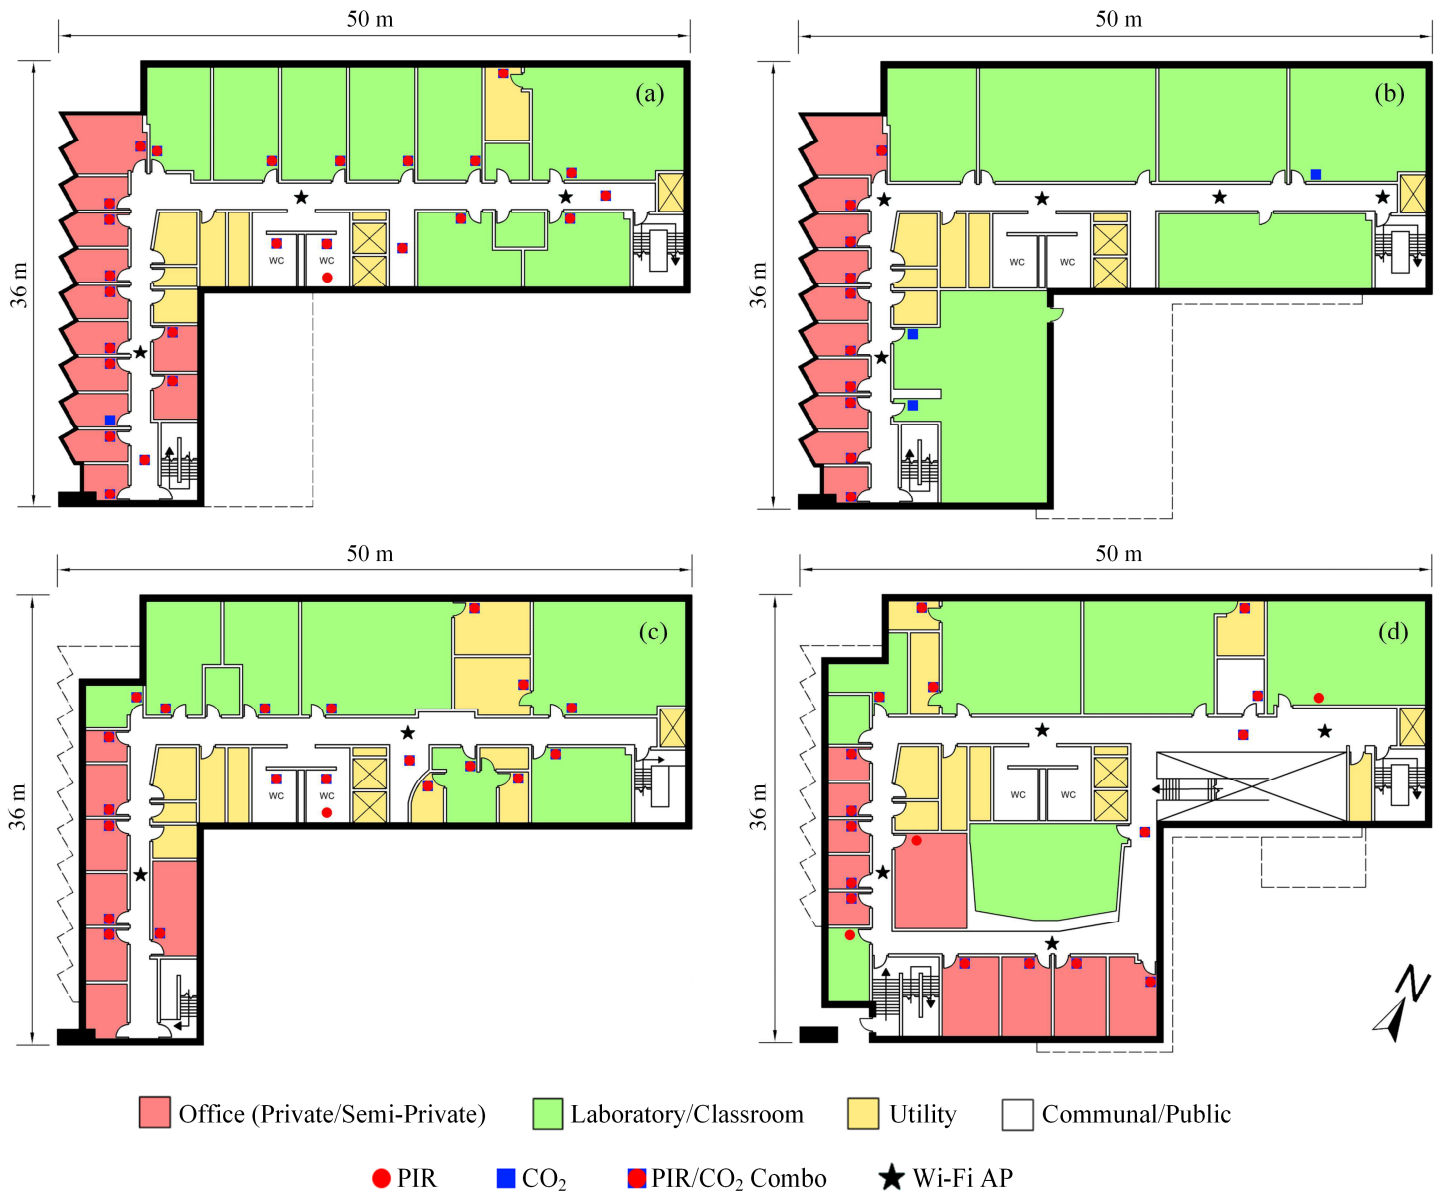 50 m
50 m
(a)
(b)
36 m
36 m
WC
WC
WC
WC
50 m
50 m
(c)
(d)
36 m
36 m
WC
WC
WC
WC
N
Office (Private/Semi-Private)
Laboratory/Classroom
Utility
Communal/Public
PIR
CO₂
PIR/CO₂ Combo
Wi-Fi AP